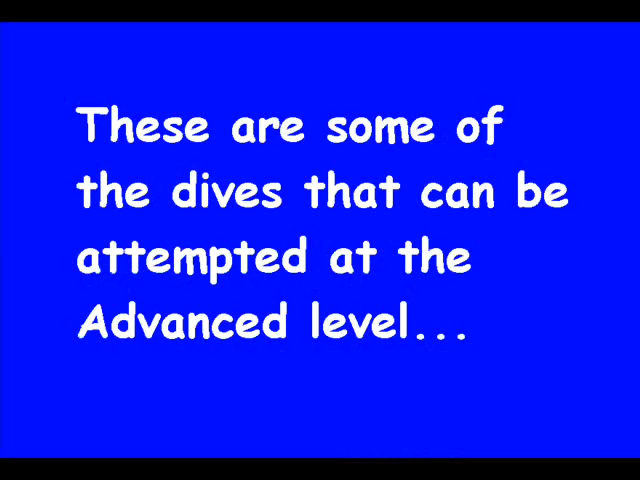 These are some of
the dives that can be
attempted at the
Advanced level...